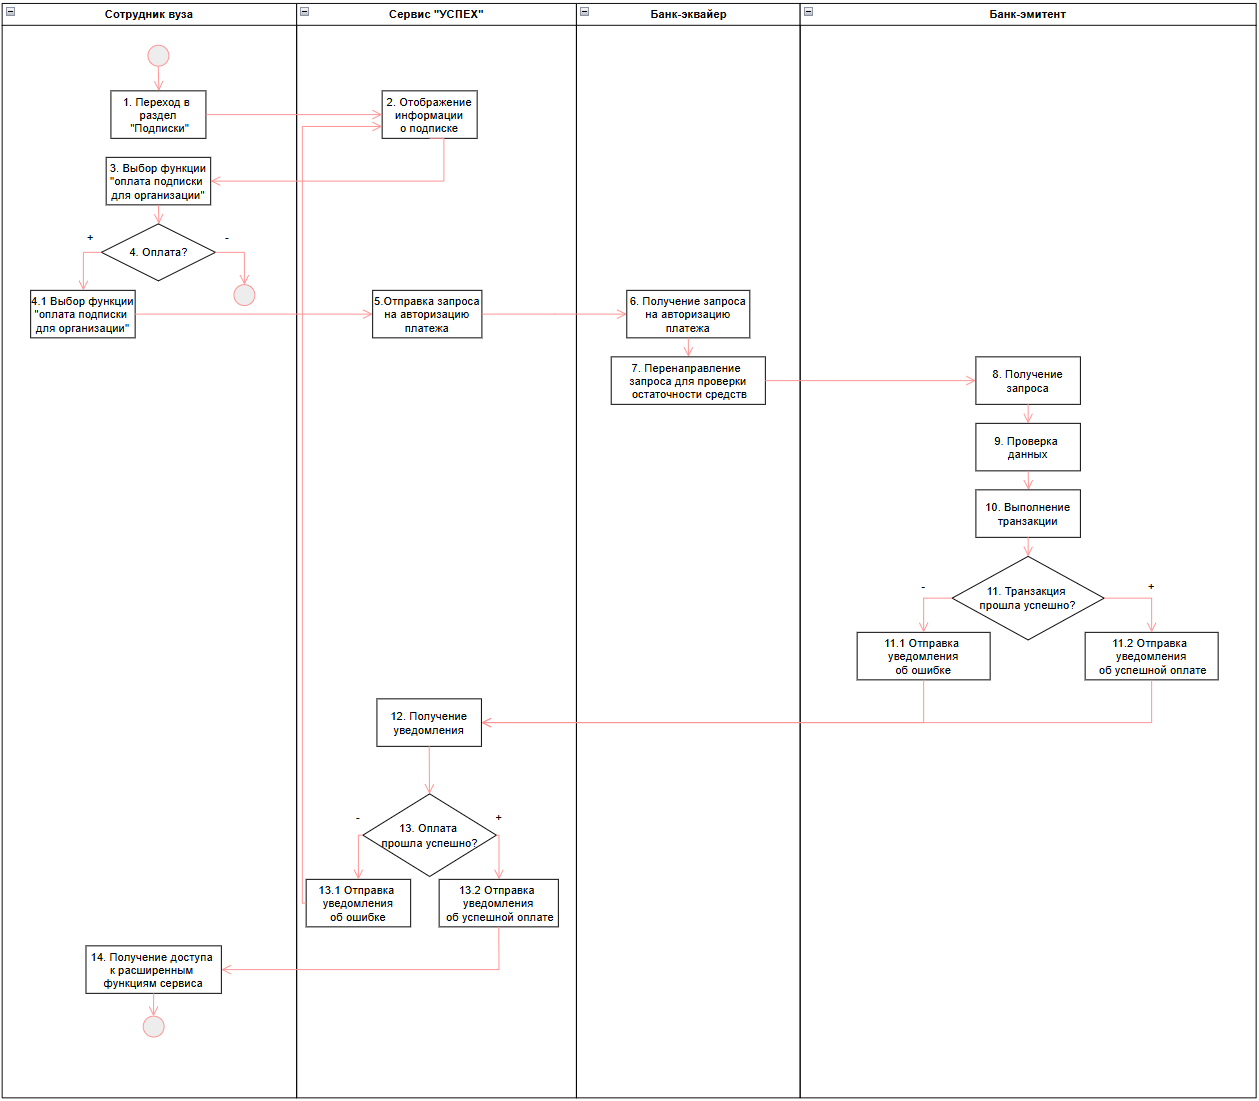 Сотрудник вуза
Сервис "УСПЕХ"
Банк-эквайер
Банк-эмитент
1. Переход в
раздел
"Подписки"
2. Отображение
информации
о подписке
3. Выбор функции
"оплата подписки
для организации"
+
-
4. Оплата?
4.1 Выбор функции
"оплата подписки
для организации"
5.Отправка запроса
на авторизацию
платежа
6. Получение запроса
на авторизацию
платежа
7. Перенаправление
запроса для проверки
остаточности средств
8. Получение
запроса
9. Проверка
данных
10. Выполнение
транзакции
-
+
11. Транзакция
прошла успешно?
11.1 Отправка
уведомления
об ошибке
11.2 Отправка
уведомления
об успешной оплате
12. Получение
уведомления
-
+
13. Оплата
прошла успешно?
13.1 Отправка
уведомления
об ошибке
13.2 Отправка
уведомления
об успешной оплате
14. Получение доступа
к расширенным
функциям сервиса